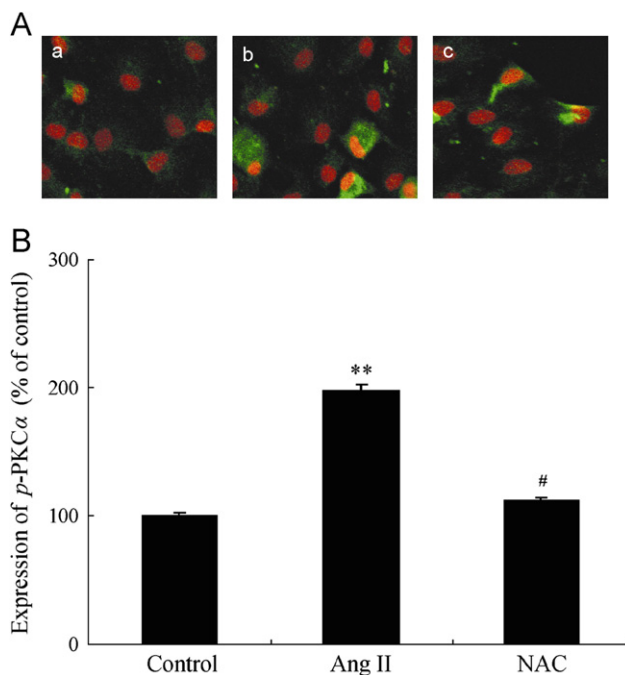 A
a
b
c
B
Expression of p-PKCα (% of control)
300
200
100
0
**
#
Control
Ang II
NAC